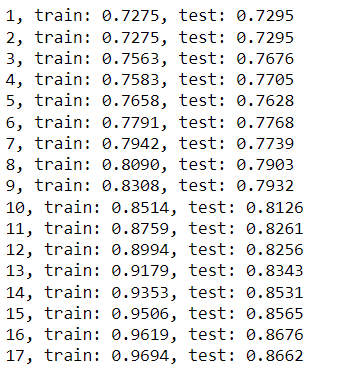 1, train: 0.7275, test: 0.7295
2, train: 0.7275, test: 0.7295
3, train: 0.7563, test: 0.7676
4, train: 0.7583, test: 0.7705
5, train: 0.7658, test: 0.7628
6, train: 0.7791, test: 0.7768
7, train: 0.7942, test: 0.7739
8, train: 0.8090, test: 0.7903
9, train: 0.8308, test: 0.7932
10, train: 0.8514, test: 0.8126
11, train: 0.8759, test: 0.8261
12, train: 0.8994, test: 0.8256
13, train: 0.9179, test: 0.8343
14, train: 0.9353, test: 0.8531
15, train: 0.9506, test: 0.8565
16, train: 0.9619, test: 0.8676
17, train: 0.9694, test: 0.8662